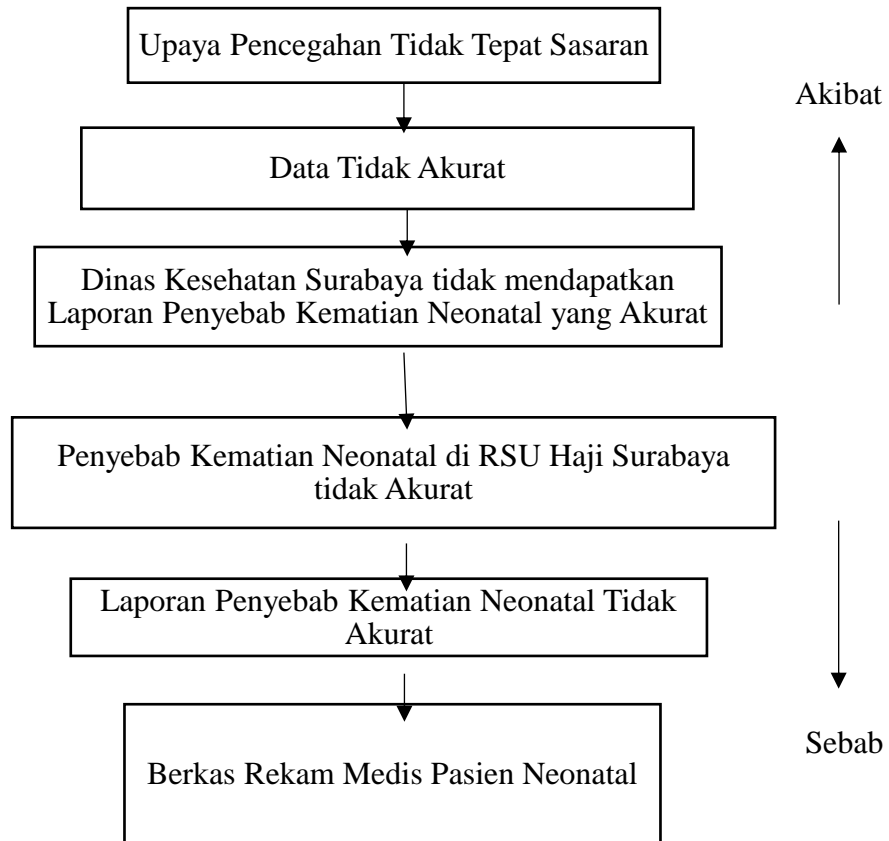 Upaya Pencegahan Tidak Tepat Sasaran
Akibat
Data Tidak Akurat
Dinas Kesehatan Surabaya tidak mendapatkan
Laporan Penyebab Kematian Neonatal yang Akurat
Penyebab Kematian Neonatal di RSU Haji Surabaya
tidak Akurat
Laporan Penyebab Kematian Neonatal Tidak
Akurat
Sebab
Berkas Rekam Medis Pasien Neonatal